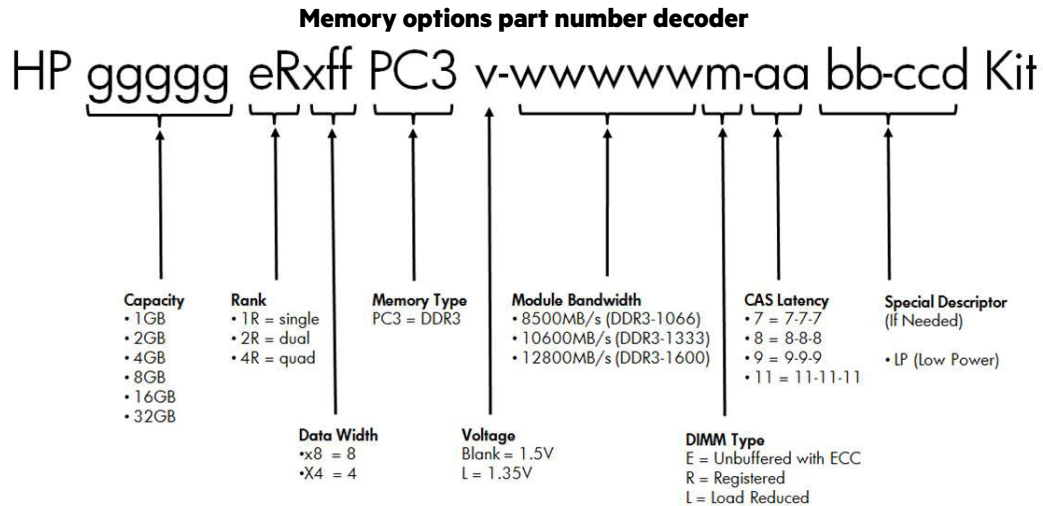 Memory options part number decoder
HP ggggg eRxff PC3 v-wwwwwm-aa bb-ccd Kit
Capacity
• 1GB
• 2GB
• 4GB
• 8GB
• 16GB
• 32GB
Rank
• 1R = single
• 2R = dual
• 4R = quad
Memory Type
PC3 = DDR3
Module Bandwidth
• 8500MB/s (DDR3-1066)
• 10600MB/s (DDR3-1333)
• 12800MB/s (DDR3-1600)
CAS Latency
• 7 = 7-7-7
• 8 = 8-8-8
• 9 = 9-9-9
• 11 = 11-11-11
Special Descriptor
(If Needed)
• LP (Low Power)
Data Width
•x8 = 8
•X4 = 4
Voltage
Blank = 1.5V
L = 1.35V
DIMM Type
E = Unbuffered with ECC
R = Registered
L = Load Reduced